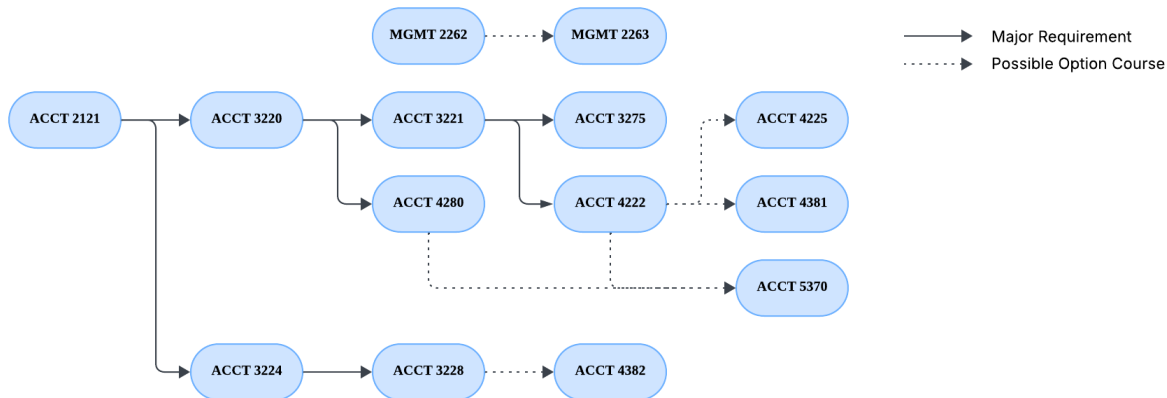 MGMT 2262
MGMT 2263
Major Requirement
Possible Option Course
ACCT 2121
ACCT 3220
ACCT 3221
ACCT 3275
ACCT 4225
ACCT 4280
ACCT 4222
ACCT 4381
ACCT 5370
ACCT 3224
ACCT 3228
ACCT 4382